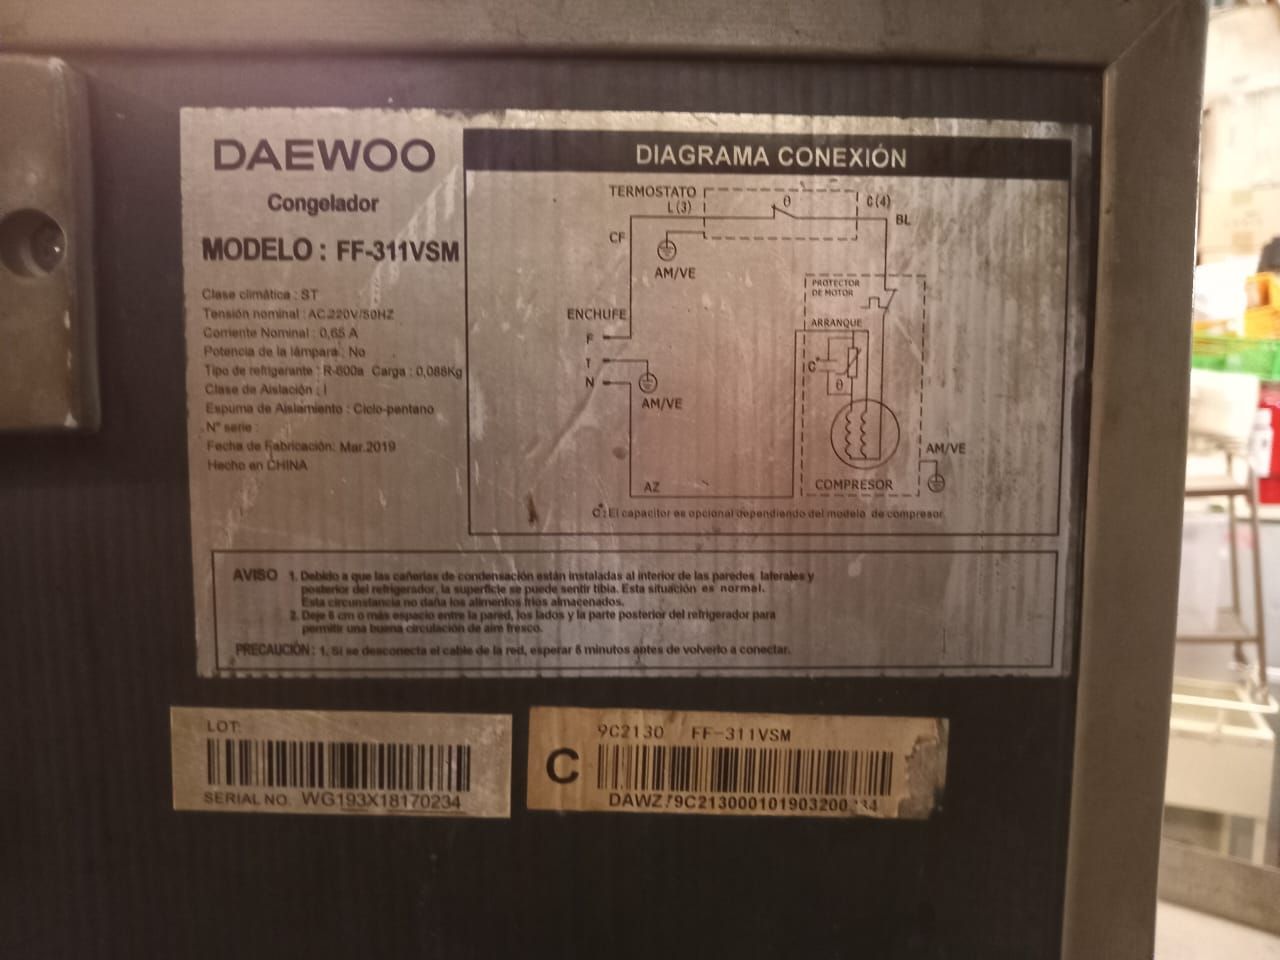 DAEWOO
Congelador
MODELO : FF-311VSM
Clase climática : ST
Tensión nominal : AC 220V/50HZ
Corriente Nominal : 0,65 A
Potencia de la lámpara : No
Tipo de refrigerante : R-600a Carga : 0,088Kg
Clase de Aislación : I
Espuma de Aislamiento : Ciclo-pentano
N° serie :
Fecha de Fabricación: Mar.2019
Hecho en CHINA
DIAGRAMA CONEXIÓN
TERMOSTATO
L(3)
θ
C(4)
BL
CF
AM/VE
PROTECTOR
DE MOTOR
ENCHUFE
F
ARRANQUE
T
C*
N
θ
AM/VE
AM/VE
AZ
COMPRESOR
C*: El capacitor es opcional dependiendo del modelo de compresor
AVISO 1. Debido a que las cañerias de condensación están instaladas al interior de las paredes laterales y
posterior del refrigerador, la superficie se puede sentir tibia. Esta situación es normal.
Esta circunstancia no daña los alimentos fríos almacenados.
2. Deje 5 cm o más espacio entre la pared, los lados y la parte posterior del refrigerador para
permitir una buena circulación de aire fresco.
PRECAUCIÓN : 1. Si se desconecta el cable de la red, esperar 5 minutos antes de volverlo a conectar.
LOT:
SERIAL NO. WG193X18170234
9C2130 FF-311VSM
C